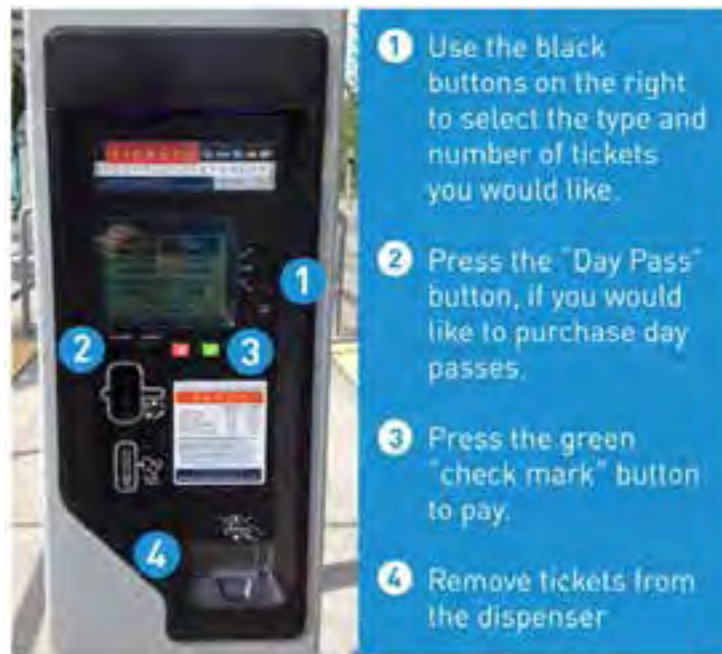 TICKETS
1
2
3
4
1 Use the black
buttons on the right
to select the type and
number of tickets
you would like.
2 Press the "Day Pass"
button, if you would
like to purchase day
passes.
3 Press the green
"check mark" button
to pay.
4 Remove tickets from
the dispenser